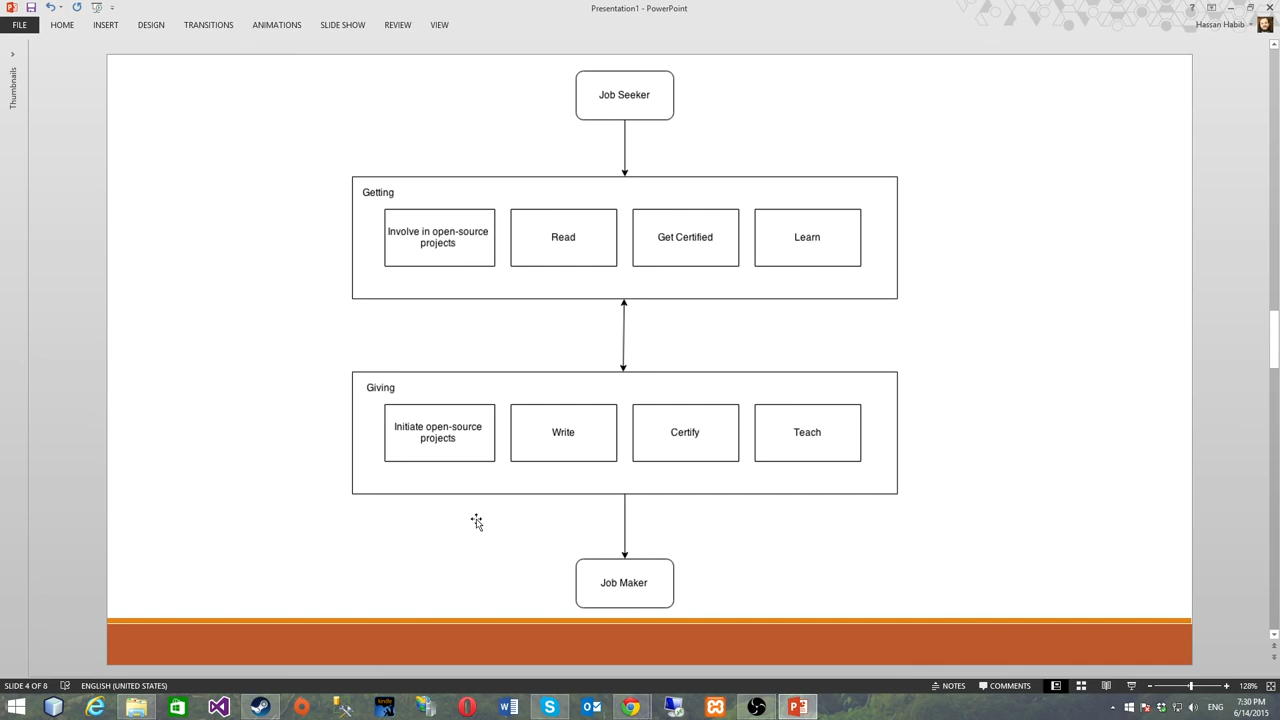 Presentation1 - PowerPoint
?
FILE HOME INSERT DESIGN TRANSITIONS ANIMATIONS SLIDE SHOW REVIEW VIEW
Hassan Habib
Thumbnails
Job Seeker
Getting
Involve in open-source
projects
Read
Get Certified
Learn
Giving
Initiate open-source
projects
Write
Certify
Teach
Job Maker
SLIDE 4 OF 8 ENGLISH (UNITED STATES) NOTES COMMENTS 128%
kindle
ENG
7:30 PM
6/14/2015